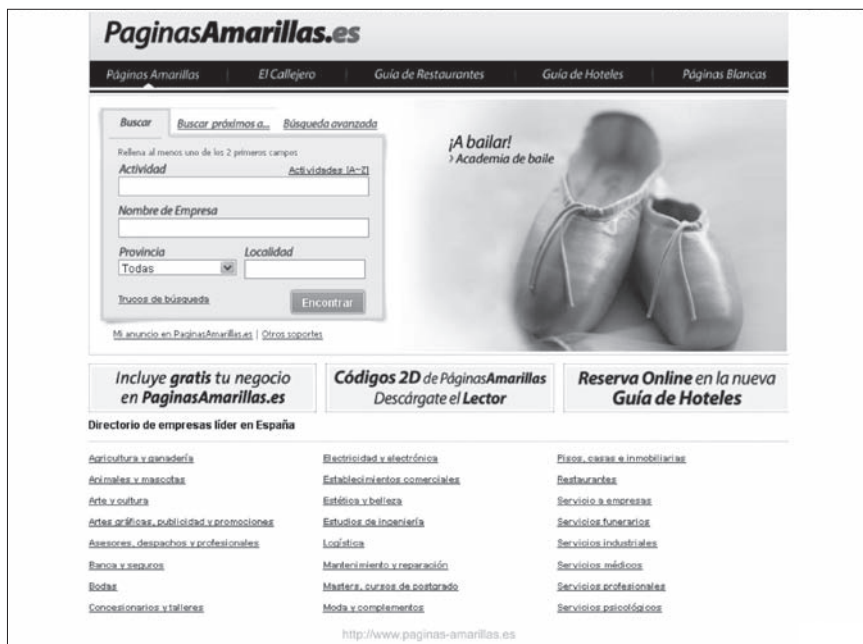 PaginasAmarillas.es
Páginas Amarillas | El Callejero | Guía de Restaurantes | Guía de Hoteles | Páginas Blancas
Buscar Buscar próximos a... Búsqueda avanzada
Rellena al menos uno de los 2 primeros campos
Actividad Actividades [A-Z]
Nombre de Empresa
Provincia Localidad
Todas
Trucos de búsqueda Encontrar
Mi anuncio en PaginasAmarillas.es | Otros soportes
¡A bailar!
› Academia de baile
Incluye gratis tu negocio
en PaginasAmarillas.es
Códigos 2D de PáginasAmarillas
Descárgate el Lector
Reserva Online en la nueva
Guía de Hoteles
Directorio de empresas líder en España
Agricultura y ganadería
Animales y mascotas
Arte y cultura
Artes gráficas, publicidad y promociones
Asesores, despachos y profesionales
Banca y seguros
Bodas
Concesionarios y talleres
Electricidad y electrónica
Establecimientos comerciales
Estética y belleza
Estudios de ingeniería
Logística
Mantenimiento y reparación
Masters, cursos de postgrado
Moda y complementos
Pisos, casas e inmobiliarias
Restaurantes
Servicio a empresas
Servicios funerarios
Servicios industriales
Servicios médicos
Servicios profesionales
Servicios psicológicos
http://www.paginas-amarillas.es